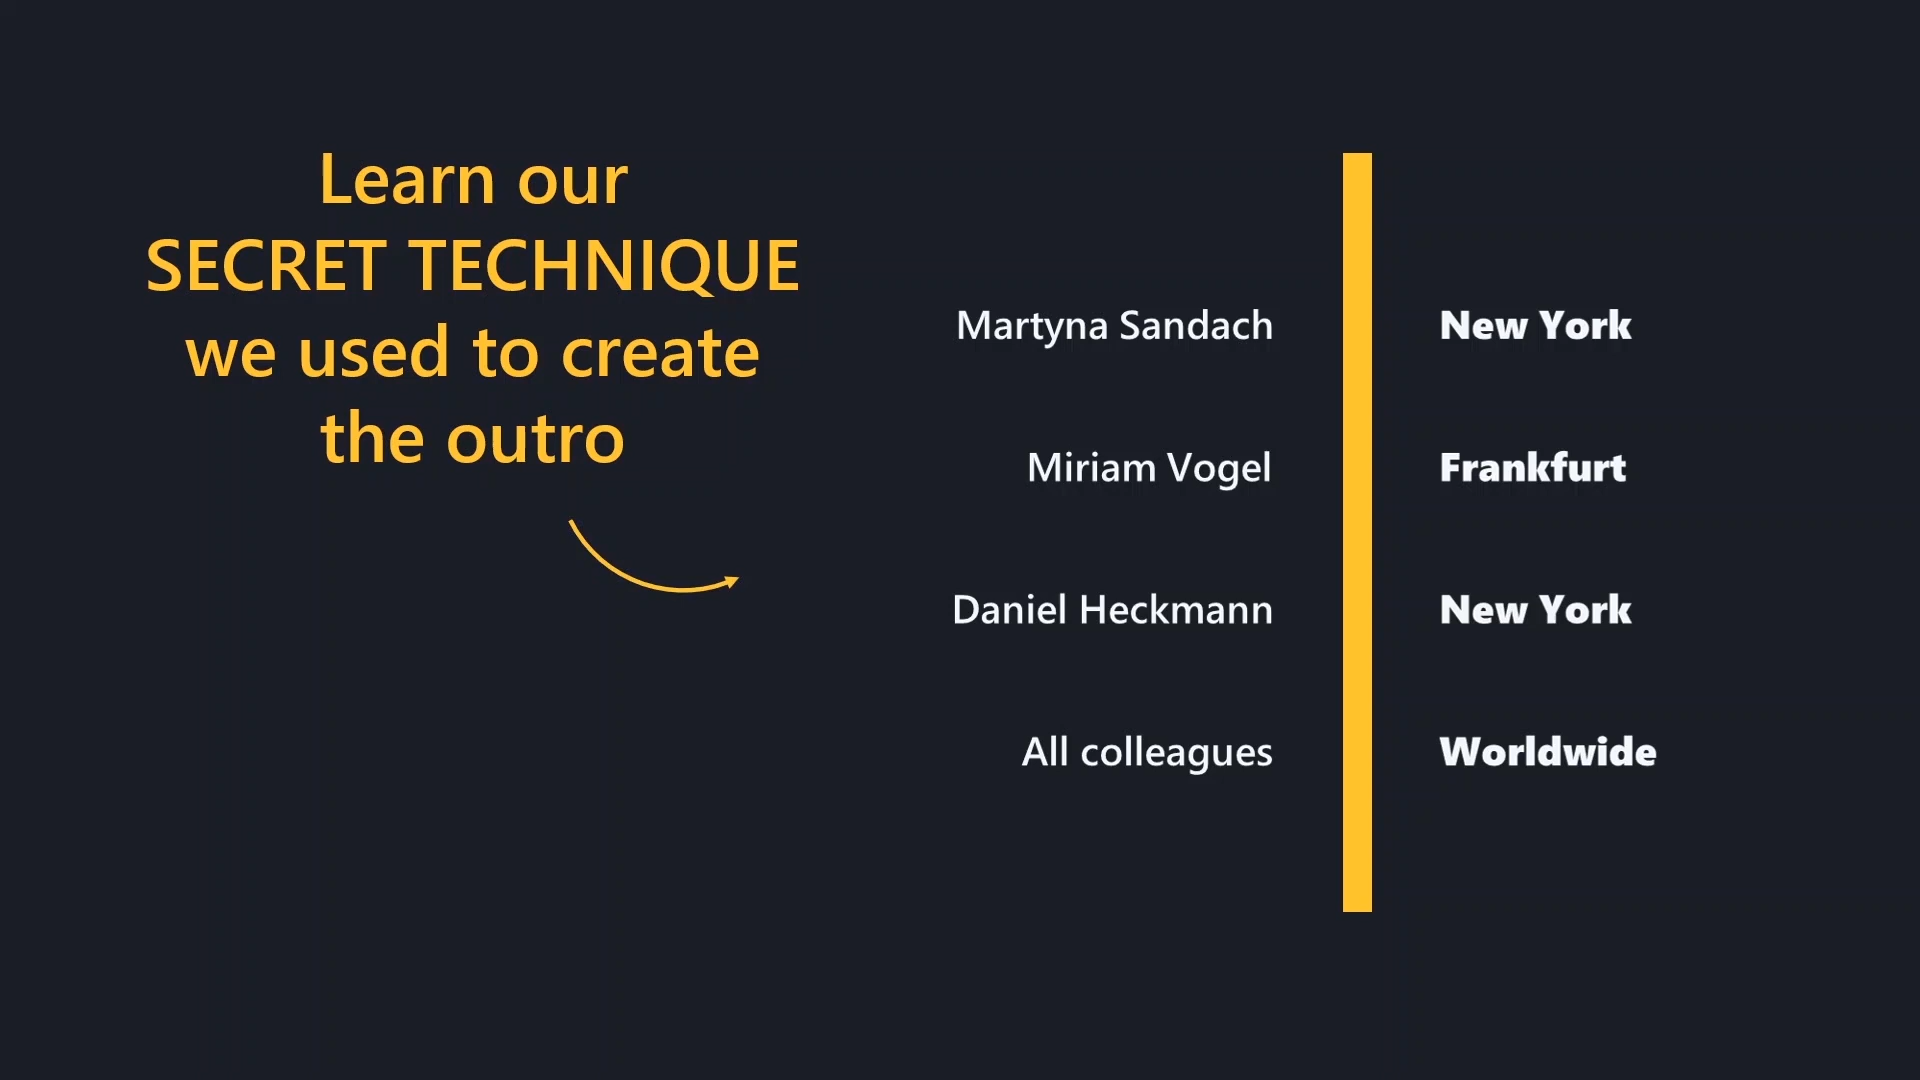 Learn our
SECRET TECHNIQUE
we used to create
the outro
Martyna Sandach New York
Miriam Vogel Frankfurt
Daniel Heckmann New York
All colleagues Worldwide